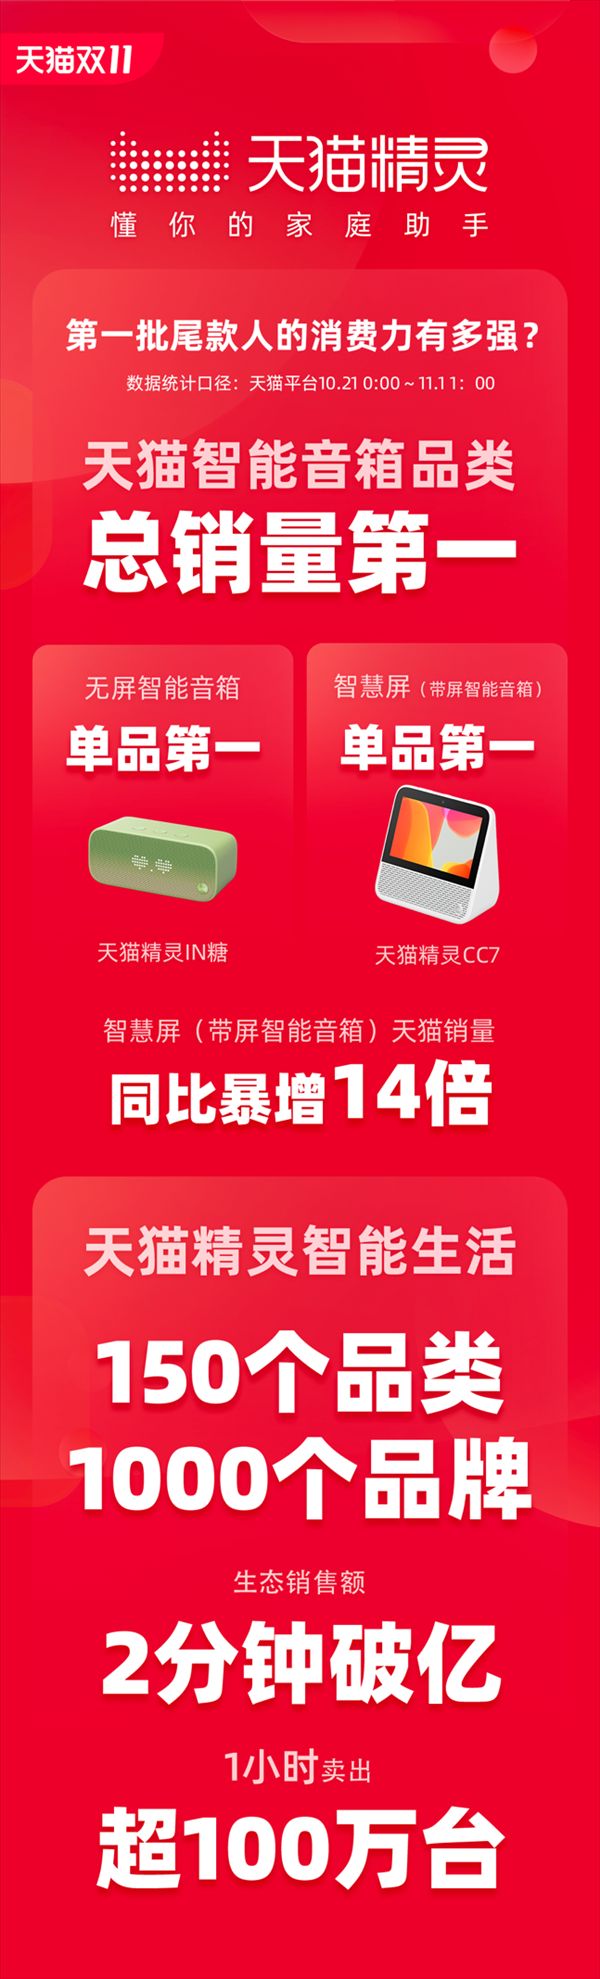 天猫双11
天猫精灵
懂你的家庭助手
第一批尾款人的消费力有多强？
数据统计口径：天猫平台10.21 0:00 ~ 11.1 1：00
天猫智能音箱品类
总销量第一
无屏智能音箱
单品第一
天猫精灵IN糖
智慧屏（带屏智能音箱）
单品第一
天猫精灵CC7
智慧屏（带屏智能音箱）天猫销量
同比暴增14倍
天猫精灵智能生活
150个品类
1000个品牌
生态销售额
2分钟破亿
1小时卖出
超100万台